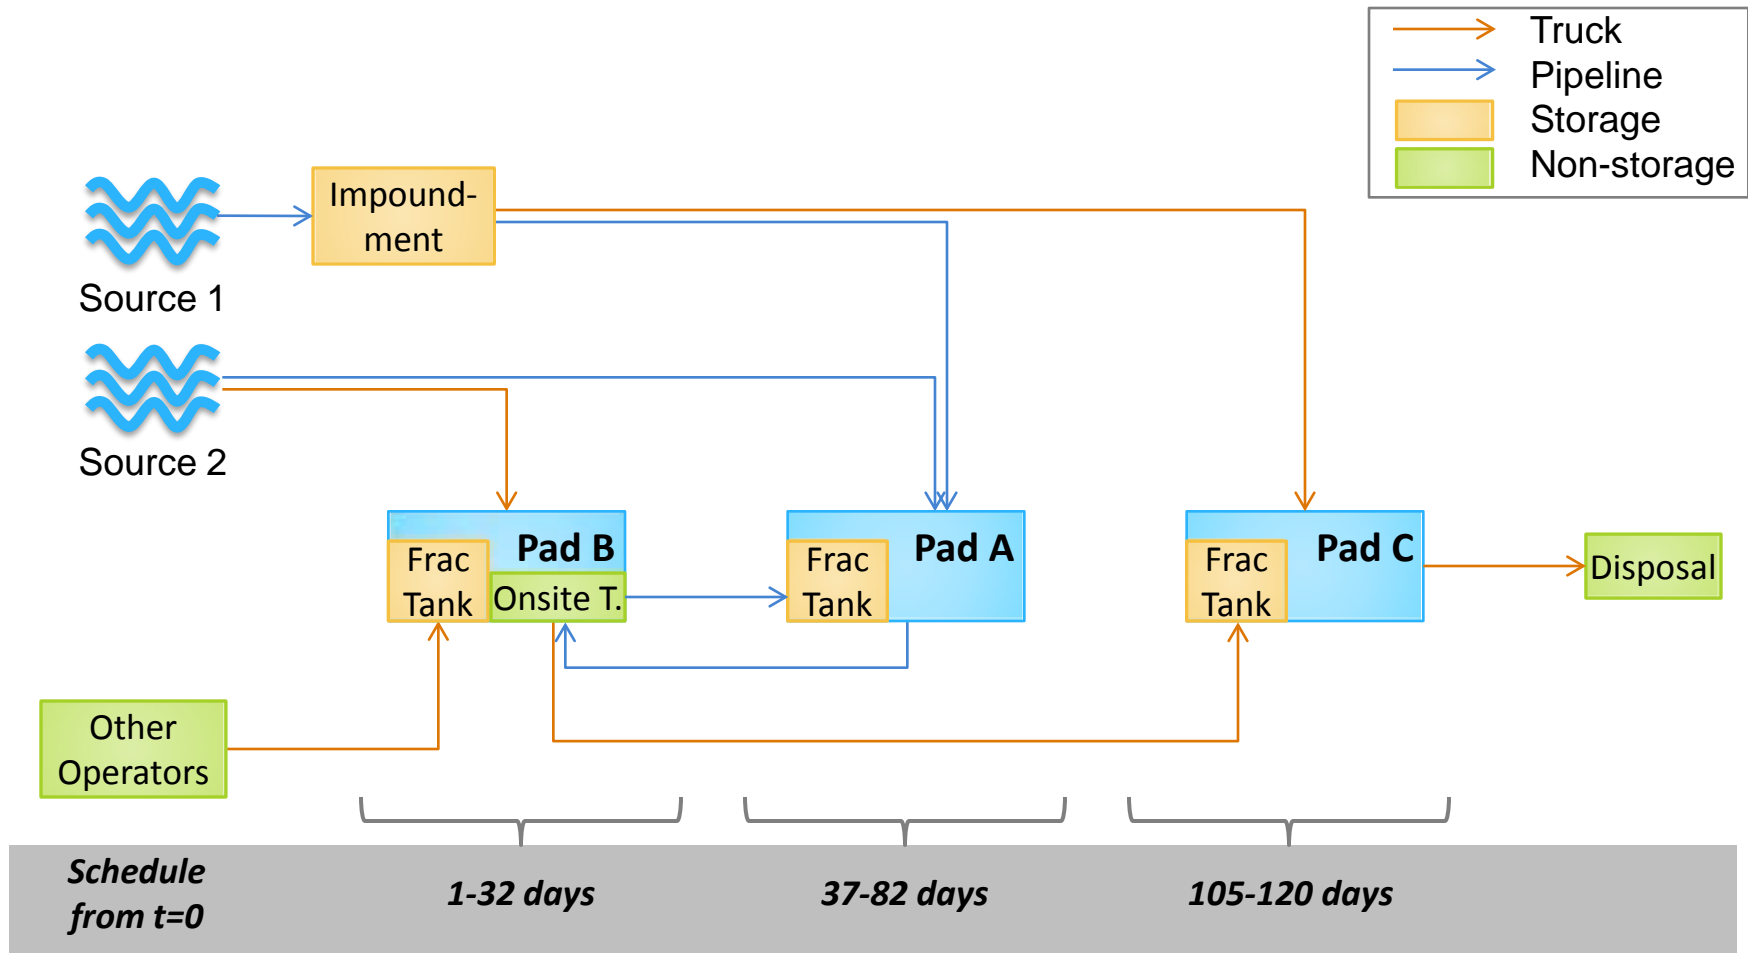 Truck
Pipeline
Storage
Non-storage
Impound-
ment
Source 1
Source 2
Pad B
Frac
Tank
Onsite T.
Pad A
Frac
Tank
Pad C
Frac
Tank
Disposal
Other
Operators
Schedule
from t=0
1-32 days
37-82 days
105-120 days